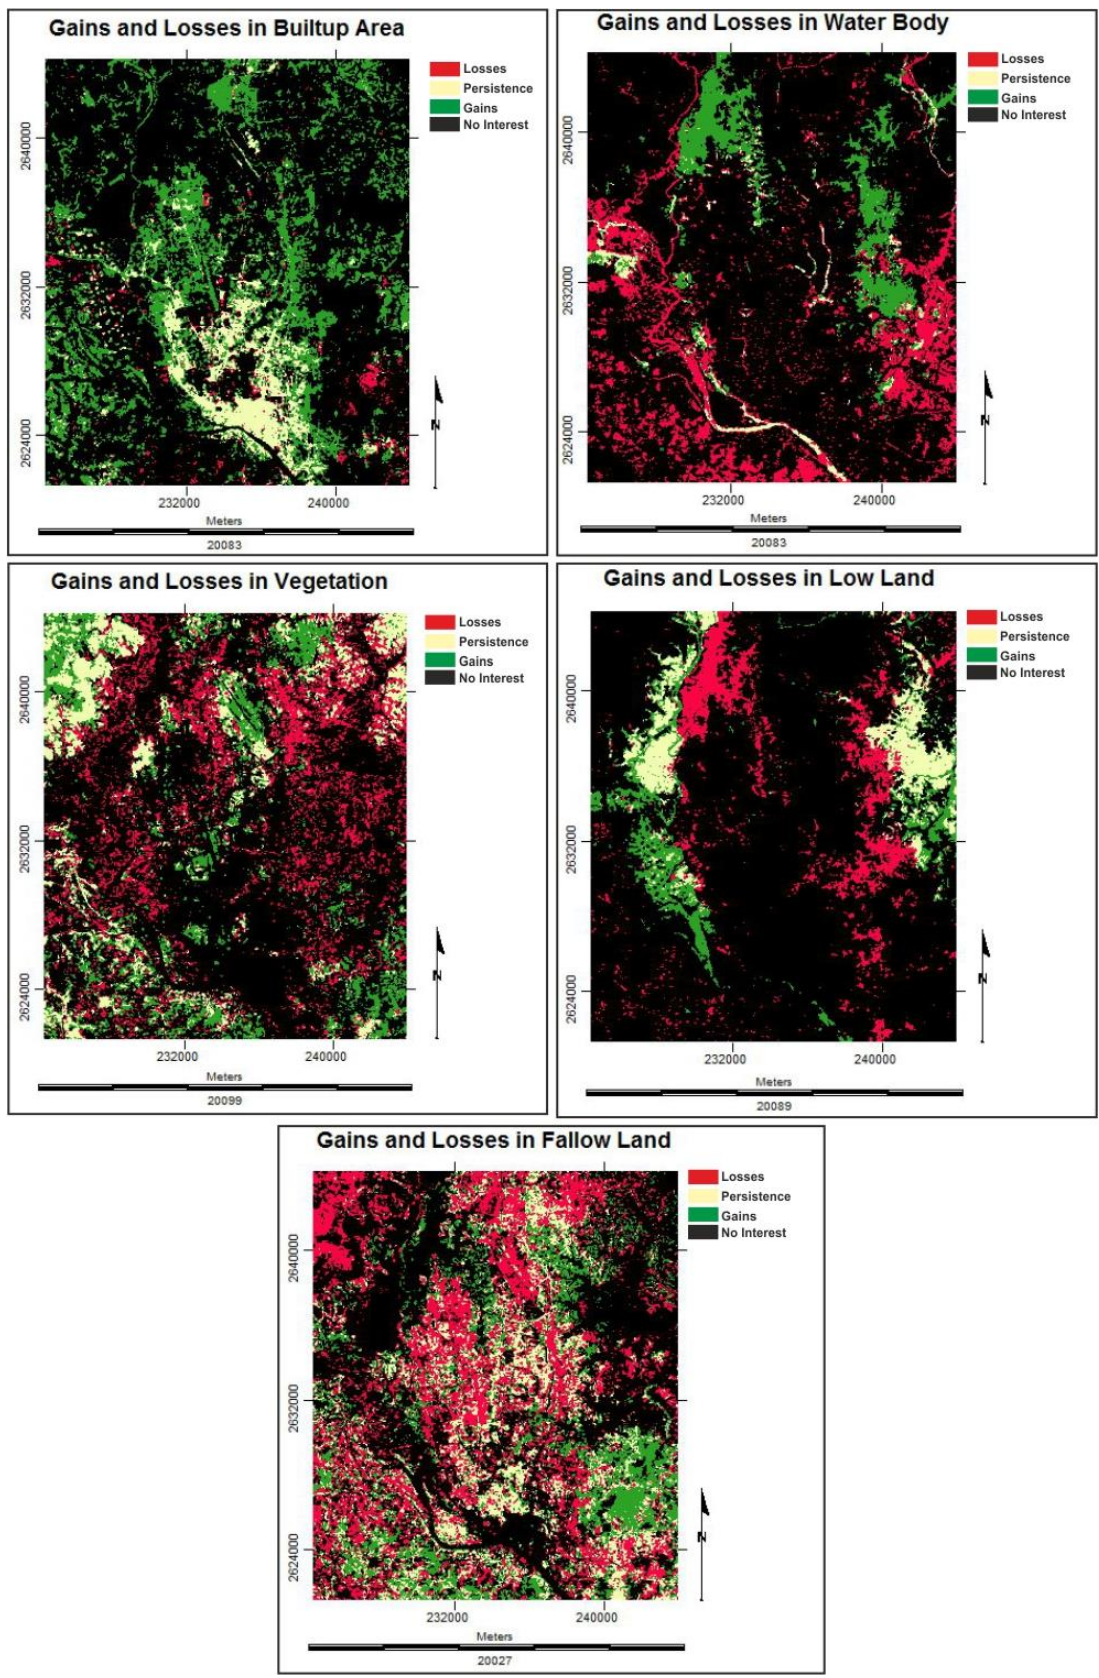 Gains and Losses in Builtup Area
Losses
Persistence
Gains
No Interest
2640000
2632000
2624000
N
232000
240000
Meters
20083
Gains and Losses in Water Body
Losses
Persistence
Gains
No Interest
2640000
2632000
2624000
N
232000
240000
Meters
20083
Gains and Losses in Vegetation
Losses
Persistence
Gains
No Interest
2640000
2632000
2624000
N
232000
240000
Meters
20099
Gains and Losses in Low Land
Losses
Persistence
Gains
No Interest
2640000
2632000
2624000
N
232000
240000
Meters
20089
Gains and Losses in Fallow Land
Losses
Persistence
Gains
No Interest
2640000
2632000
2624000
N
232000
240000
Meters
20027